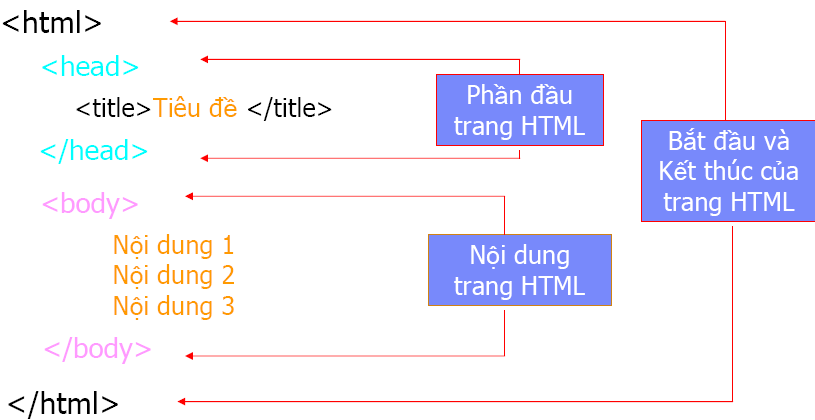 <html>
<head>
<title>Tiêu đề </title>
</head>
<body>
Nội dung 1
Nội dung 2
Nội dung 3
</body>
</html>
Phần đầu
trang HTML
Bắt đầu và
Kết thúc của
trang HTML
Nội dung
trang HTML